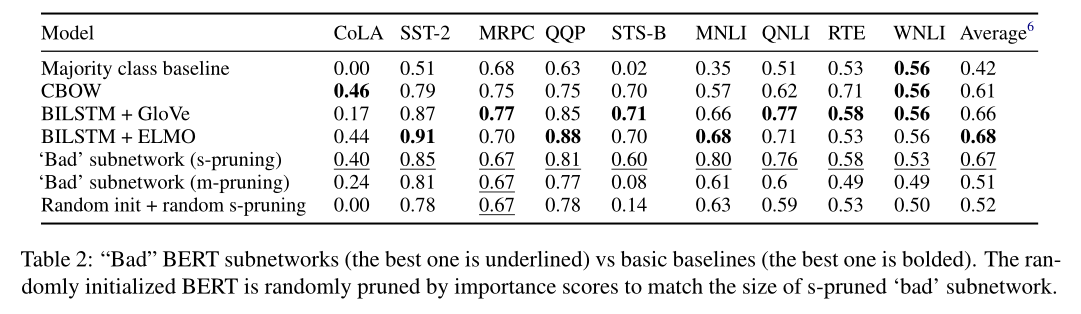 Model CoLA SST-2 MRPC QQP STS-B MNLI QNLI RTE WNLI Average6
Majority class baseline 0.00 0.51 0.68 0.63 0.02 0.35 0.51 0.53 0.56 0.42
CBOW 0.46 0.79 0.75 0.75 0.70 0.57 0.62 0.71 0.56 0.61
BILSTM + GloVe 0.17 0.87 0.77 0.85 0.71 0.66 0.77 0.58 0.56 0.66
BILSTM + ELMO 0.44 0.91 0.70 0.88 0.70 0.68 0.71 0.53 0.56 0.68
‘Bad’ subnetwork (s-pruning) 0.40 0.85 0.67 0.81 0.60 0.80 0.76 0.58 0.53 0.67
‘Bad’ subnetwork (m-pruning) 0.24 0.81 0.67 0.77 0.08 0.61 0.6 0.49 0.49 0.51
Random init + random s-pruning 0.00 0.78 0.67 0.78 0.14 0.63 0.59 0.53 0.50 0.52
Table 2: “Bad” BERT subnetworks (the best one is underlined) vs basic baselines (the best one is bolded). The ran-
domly initialized BERT is randomly pruned by importance scores to match the size of s-pruned ‘bad’ subnetwork.